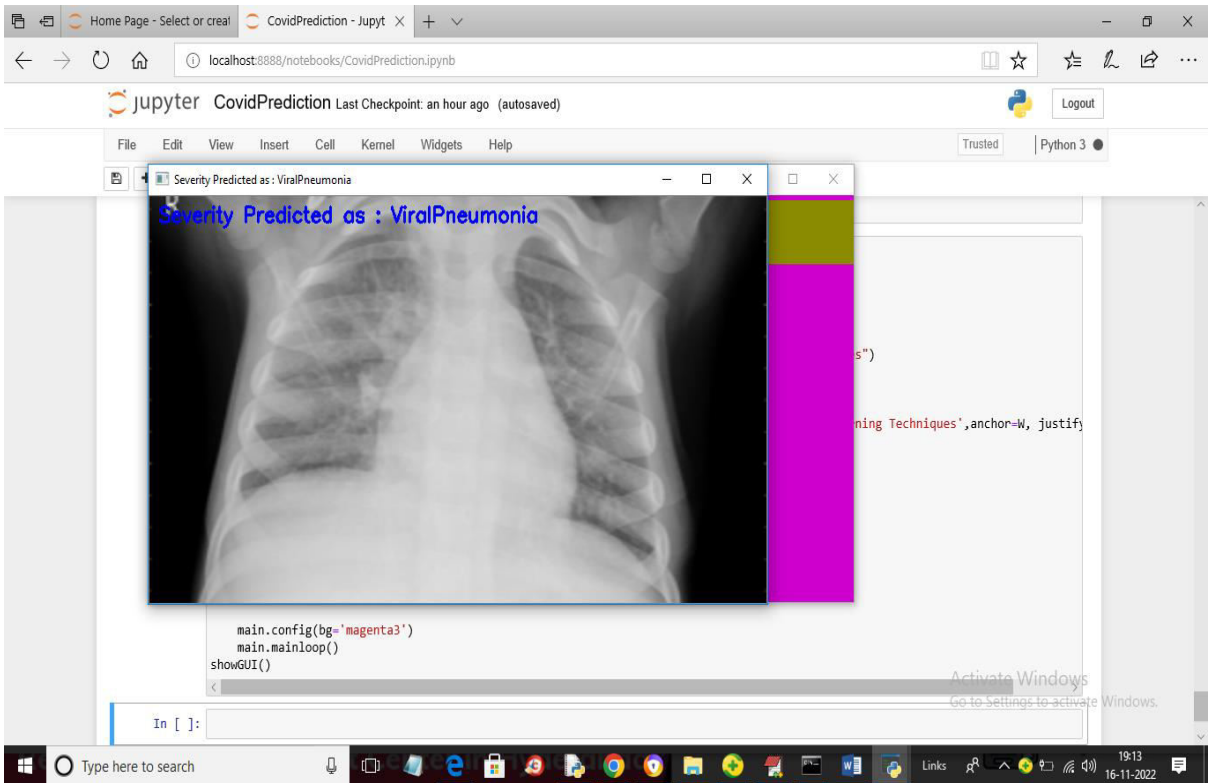 Home Page - Select or creat
CovidPrediction - Jupyt
localhost:8888/notebooks/CovidPrediction.ipynb
jupyter CovidPrediction Last Checkpoint: an hour ago (autosaved)
Logout
File Edit View Insert Cell Kernel Widgets Help
Trusted
Python 3
Severity Predicted as : ViralPneumonia
R
Severity Predicted as : ViralPneumonia
s")
ning Techniques',anchor=W, justify
main.config(bg='magenta3')
main.mainloop()
showGUI()
Activate Windows
Go to Settings to activate Windows.
In [ ]:
Type here to search
Links
19:13
16-11-2022